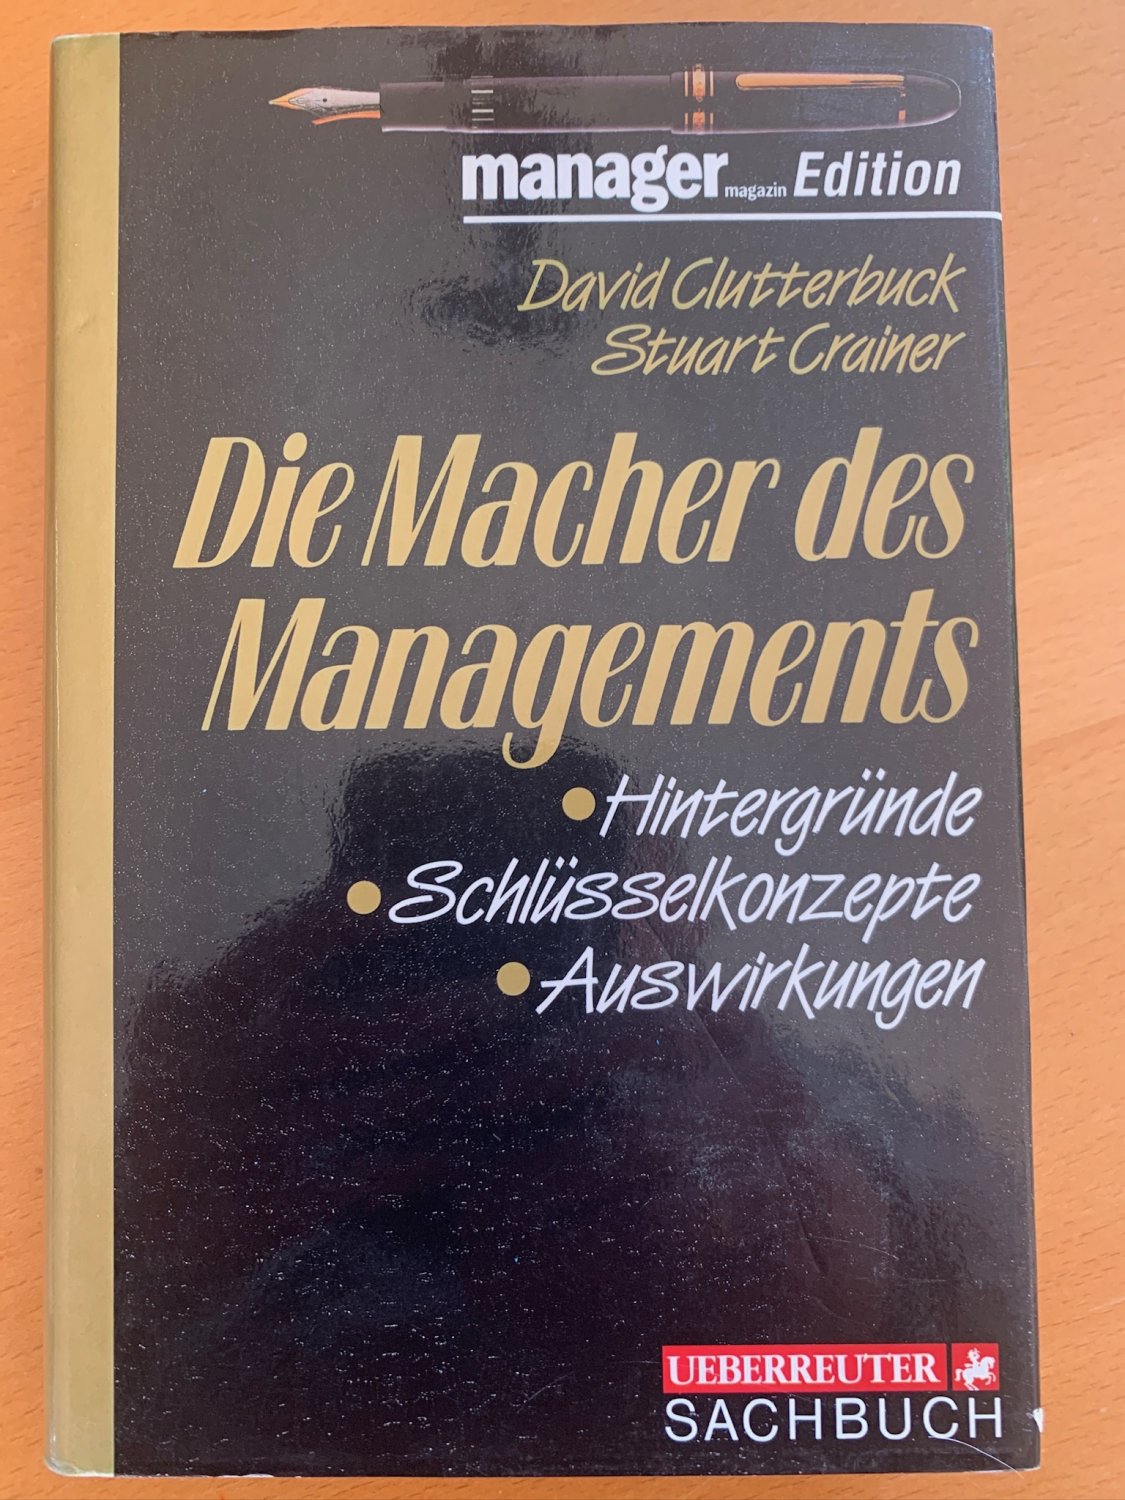 manager magazin Edition
David Clutterbuck
Stuart Crainer
Die Macher des
Managements
• Hintergründe
• Schlüsselkonzepte
• Auswirkungen
UEBERREUTER
SACHBUCH